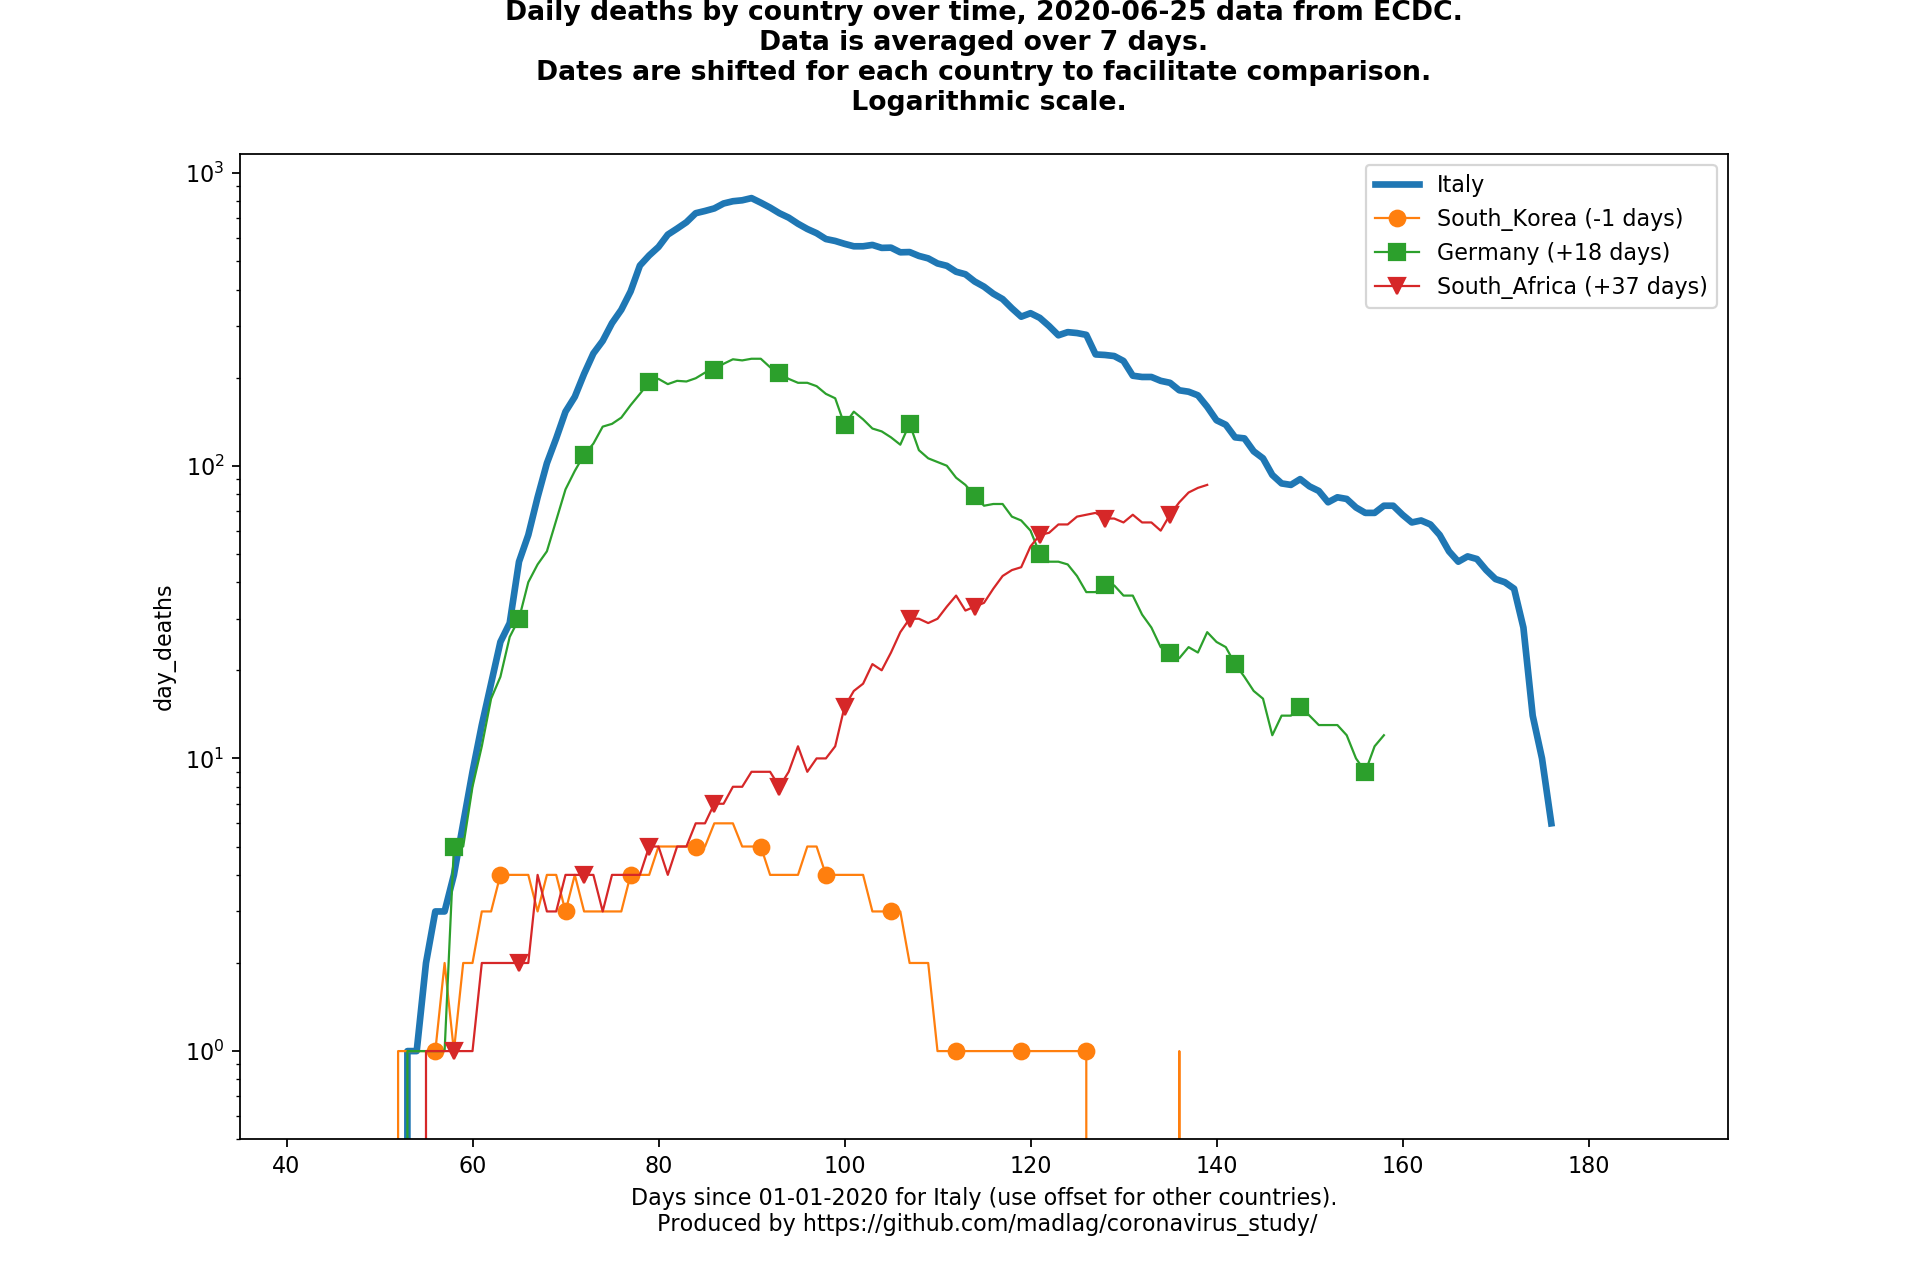 Daily deaths by country over time, 2020-06-25 data from ECDC.
Data is averaged over 7 days.
Dates are shifted for each country to facilitate comparison.
Logarithmic scale.
10³
10²
10¹
10⁰
day_deaths
Italy
South_Korea (-1 days)
Germany (+18 days)
South_Africa (+37 days)
40 60 80 100 120 140 160 180
Days since 01-01-2020 for Italy (use offset for other countries).
Produced by https://github.com/madlag/coronavirus_study/